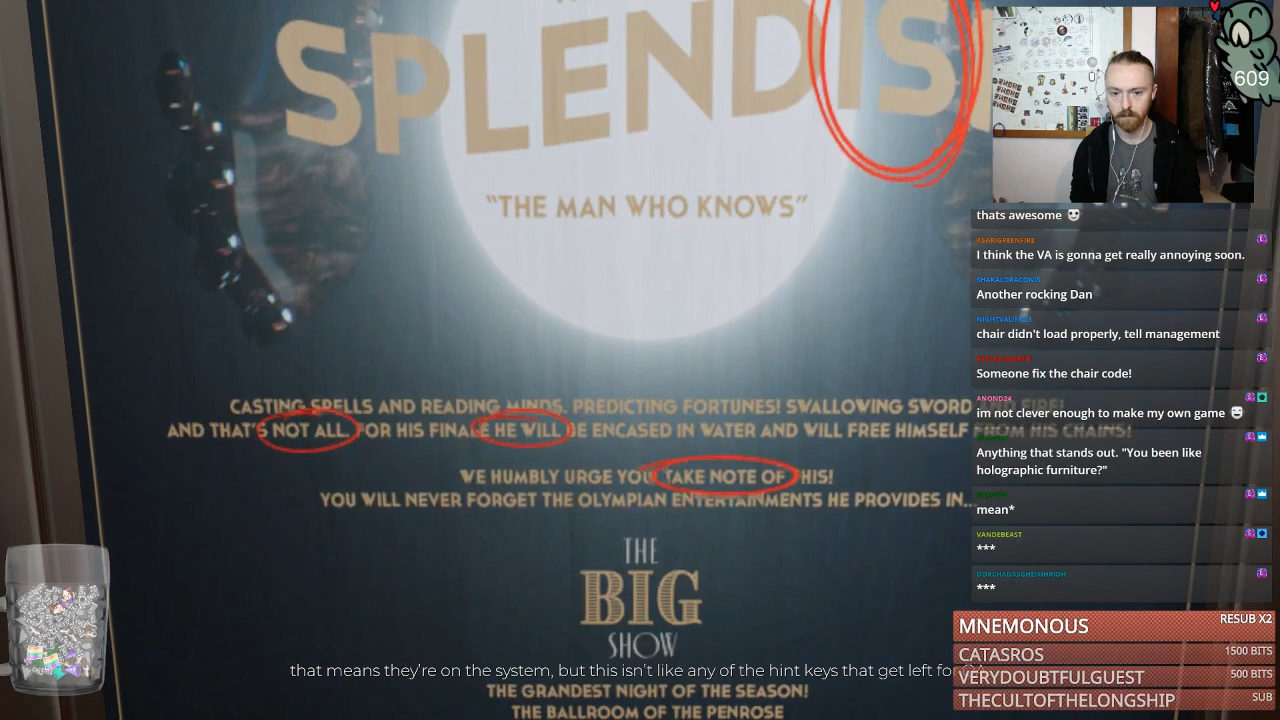 SPLENDIS
"THE MAN WHO KNOWS"
CASTING SPELLS AND READING MINDS. PREDICTING FORTUNES! SWALLOWING SWORD FIRE!
AND THAT'S NOT ALL. FOR HIS FINALE HE WILL BE ENCASED IN WATER AND WILL FREE HIMSELF FROM HIS CHAINS!
WE HUMBLY URGE YOU TAKE NOTE OF THIS!
YOU WILL NEVER FORGET THE OLYMPIAN ENTERTAINMENTS HE PROVIDES IN...
THE
BIG
SHOW
that means they're on the system, but this isn't like any of the hint keys that get left fo
THE GRANDEST NIGHT OF THE SEASON!
THE BALLROOM OF THE PENROSE
609
thats awesome
ASARIGREENFIRE
I think the VA is gonna get really annoying soon.
SHAKALDRACONIS
Another rocking Dan
chair didn't load properly, tell management
Someone fix the chair code!
ANOND24
im not clever enough to make my own game
Anything that stands out. "You been like
holographic furniture?"
mean*
VANDEBEAST
***
DORCHADASGHEIMHRIDH
***
MNEMONOUS RESUB X2
CATASROS 1500 BITS
VERYDOUBTFULGUEST 500 BITS
THECULTOFTHELONGSHIP SUB